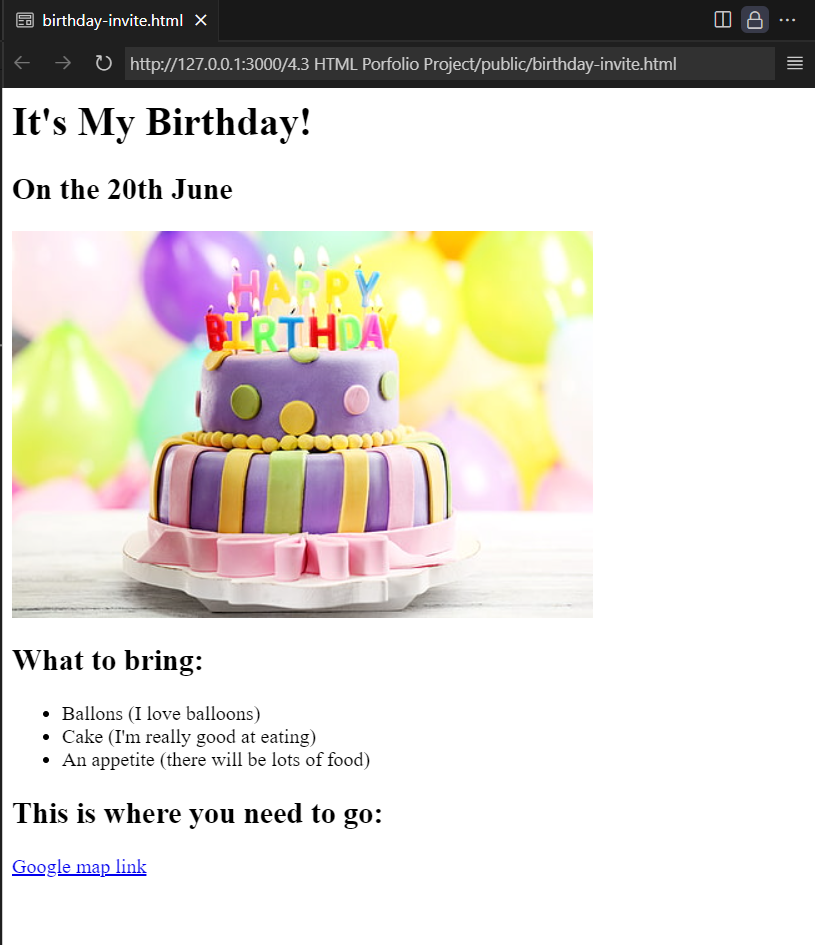 birthday-invite.html
http://127.0.0.1:3000/4.3 HTML Porfolio Project/public/birthday-invite.html
It's My Birthday!
On the 20th June
HAPPY
BIRTHDAY
What to bring:
Ballons (I love balloons)
Cake (I'm really good at eating)
An appetite (there will be lots of food)
This is where you need to go:
Google map link